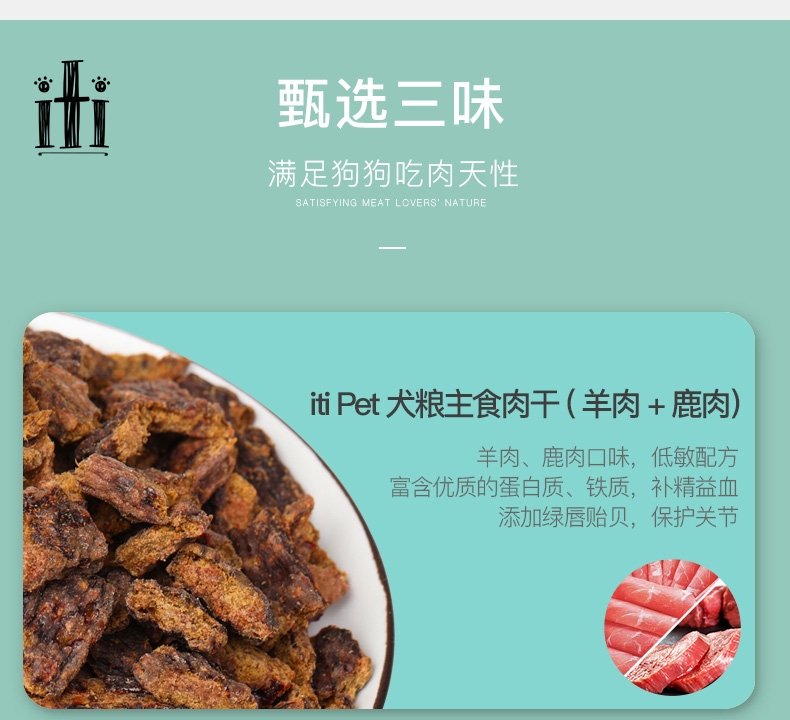 iti
甄选三味
满足狗狗吃肉天性
SATISFYING MEAT LOVERS' NATURE
iti Pet 犬粮主食肉干 ( 羊肉 + 鹿肉)
羊肉、鹿肉口味，低敏配方
富含优质的蛋白质、铁质，补精益血
添加绿唇贻贝，保护关节